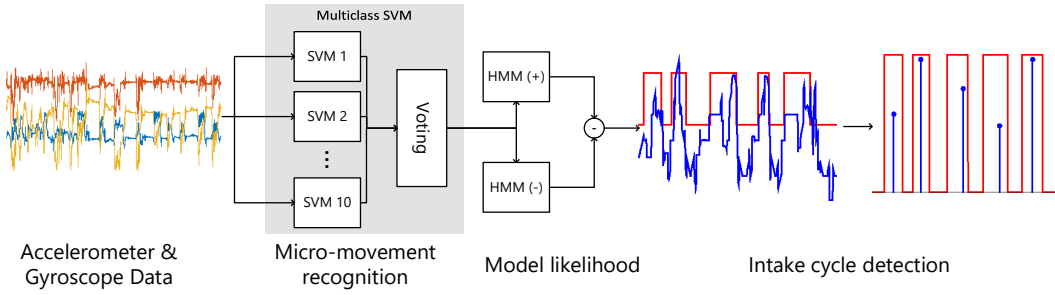 Multiclass SVM
SVM 1
SVM 2
...
SVM 10
Voting
HMM (+)
HMM (-)
-
Accelerometer &
Gyroscope Data
Micro-movement
recognition
Model likelihood
Intake cycle detection